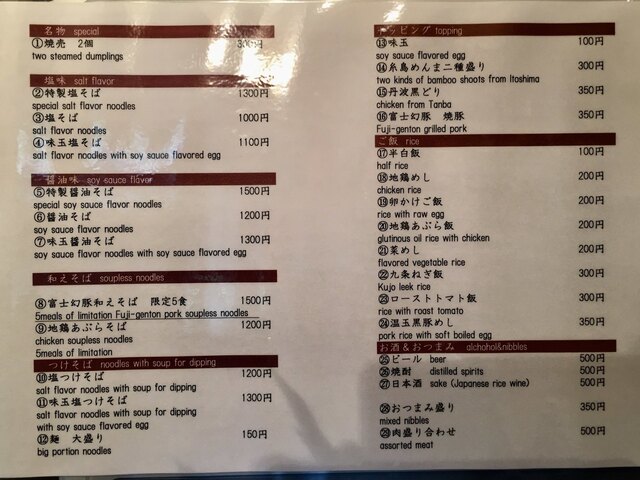 名物 special
①焼売 2個 300円
two steamed dumplings
塩味 salt flavor
②特製塩そば 1300円
special salt flavor noodles
③塩そば 1000円
salt flavor noodles
④味玉塩そば 1100円
salt flavor noodles with soy sauce flavored egg
醤油味 soy sauce flavor
⑤特製醤油そば 1500円
special soy sauce flavor noodles
⑥醤油そば 1200円
soy sauce flavor noodles
⑦味玉醤油そば 1300円
soy sauce flavor noodles with soy sauce flavored egg
和えそば soupless noodles
⑧富士幻豚和えそば 限定5食 1500円
5meals of limitation Fuji-genton pork soupless noodles
⑨地鶏あぶらそば 1200円
chicken soupless noodles
5meals of limitation
つけそば noodles with soup for dipping
⑩塩つけそば 1200円
salt flavor noodles with soup for dipping
⑪味玉塩つけそば 1300円
salt flavor noodles with soup for dipping
with soy sauce flavored egg
⑫麺 大盛り 150円
big portion noodles
トッピング topping
⑬味玉 100円
soy sauce flavored egg
⑭糸島めんま二種盛り 300円
two kinds of bamboo shoots from Itoshima
⑮丹波黒どり 350円
chicken from Tanba
⑯富士幻豚 焼豚 350円
Fuji-genton grilled pork
ご飯 rice
⑰半白飯 100円
half rice
⑱地鶏めし 200円
chicken rice
⑲卵かけご飯 200円
rice with raw egg
⑳地鶏あぶら飯 200円
glutinous oil rice with chicken
㉑菜めし 200円
flavored vegetable rice
㉒九条ねぎ飯 300円
Kujo leek rice
㉓ローストトマト飯 300円
rice with roast tomato
㉔温玉黒豚めし 350円
pork rice with soft boiled egg
お酒&おつまみ alchahol&nibbles
㉕ビール beer 500円
㉖焼酎 distilled spirits 500円
㉗日本酒 sake (Japanese rice wine) 500円
㉘おつまみ盛り 350円
mixed nibbles
㉙肉盛り合わせ 500円
assorted meat